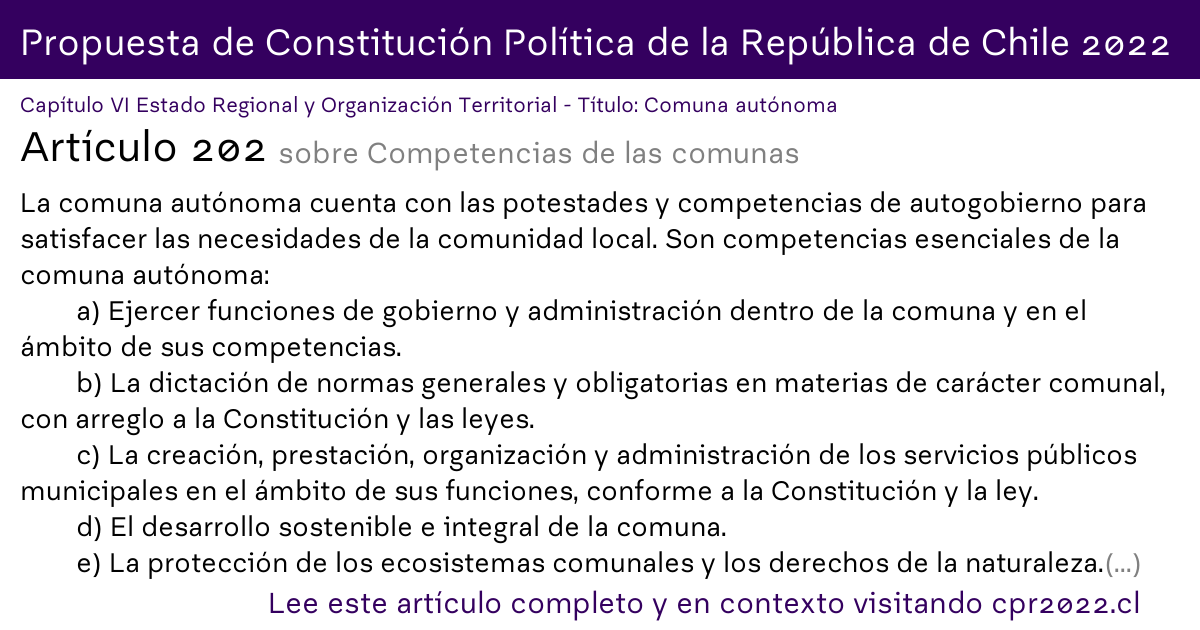 Propuesta de Constitución Política de la República de Chile 2022
Capítulo VI Estado Regional y Organización Territorial - Título: Comuna autónoma
Artículo 202 sobre Competencias de las comunas
La comuna autónoma cuenta con las potestades y competencias de autogobierno para
satisfacer las necesidades de la comunidad local. Son competencias esenciales de la
comuna autónoma:
a) Ejercer funciones de gobierno y administración dentro de la comuna y en el
ámbito de sus competencias.
b) La dictación de normas generales y obligatorias en materias de carácter comunal,
con arreglo a la Constitución y las leyes.
c) La creación, prestación, organización y administración de los servicios públicos
municipales en el ámbito de sus funciones, conforme a la Constitución y la ley.
d) El desarrollo sostenible e integral de la comuna.
e) La protección de los ecosistemas comunales y los derechos de la naturaleza.(...)
Lee este artículo completo y en contexto visitando cpr2022.cl